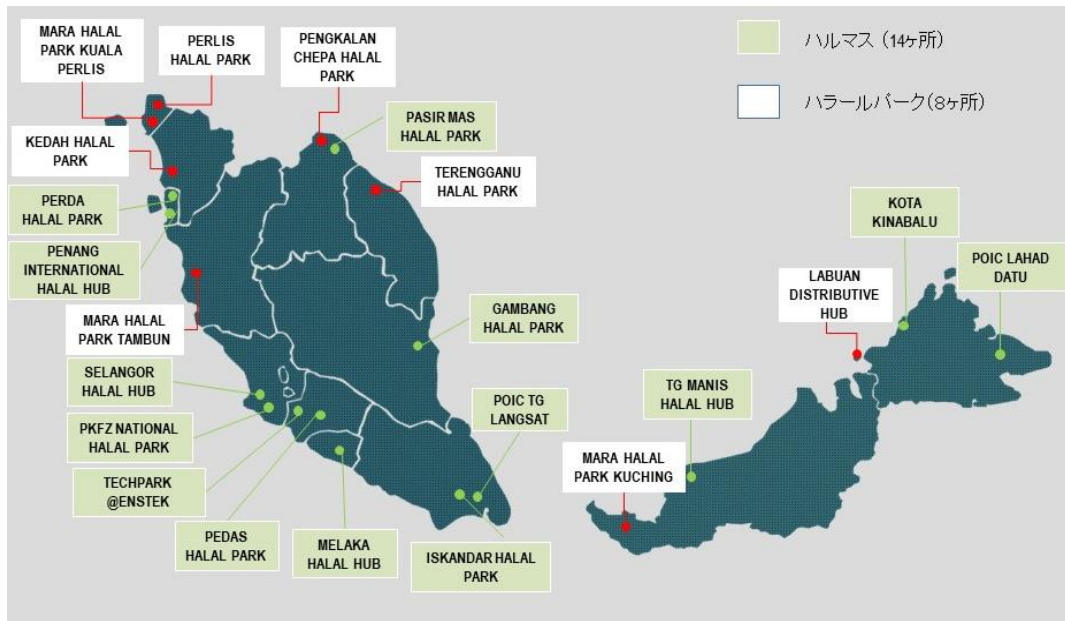 MARA HALAL
PARK KUALA
PERLIS
PERLIS
HALAL PARK
PENGKALAN
CHEPA HALAL
PARK
ハルマス (14ヶ所)
ハラールパーク(8ヶ所)
PASIR MAS
HALAL PARK
KEDAH HALAL
PARK
TERENGGANU
HALAL PARK
PERDA
HALAL PARK
PENANG
INTERNATIONAL
HALAL HUB
MARA HALAL
PARK TAMBUN
GAMBANG
HALAL PARK
SELANGOR
HALAL HUB
PKFZ NATIONAL
HALAL PARK
TECHPARK
@ENSTEK
PEDAS
HALAL PARK
MELAKA
HALAL HUB
ISKANDAR HALAL
PARK
POIC TG
LANGSAT
KOTA
KINABALU
POIC LAHAD
DATU
LABUAN
DISTRIBUTIVE
HUB
TG MANIS
HALAL HUB
MARA HALAL
PARK KUCHING